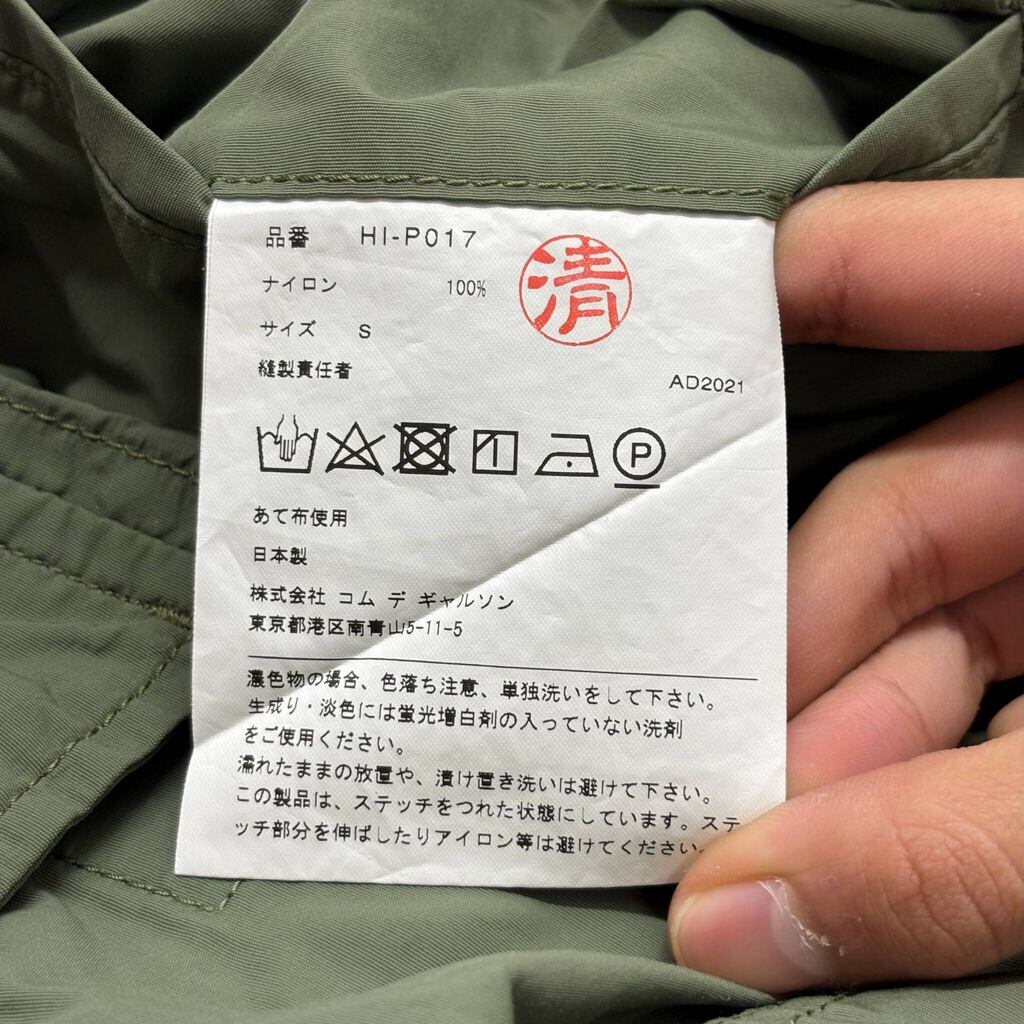 品番 HI-P017
ナイロン 100%
清
サイズ S
縫製責任者
AD2021
P
あて布使用
日本製
株式会社 コム デ ギャルソン
東京都港区南青山5-11-5
濃色物の場合、色落ち注意、単独洗いをして下さい。
生成り・淡色には蛍光増白剤の入っていない洗剤
をご使用ください。
濡れたままの放置や、漬け置き洗いは避けて下さい。
この製品は、ステッチをつれた状態にしています。ステ
ッチ部分を伸ばしたりアイロン等は避けてください。